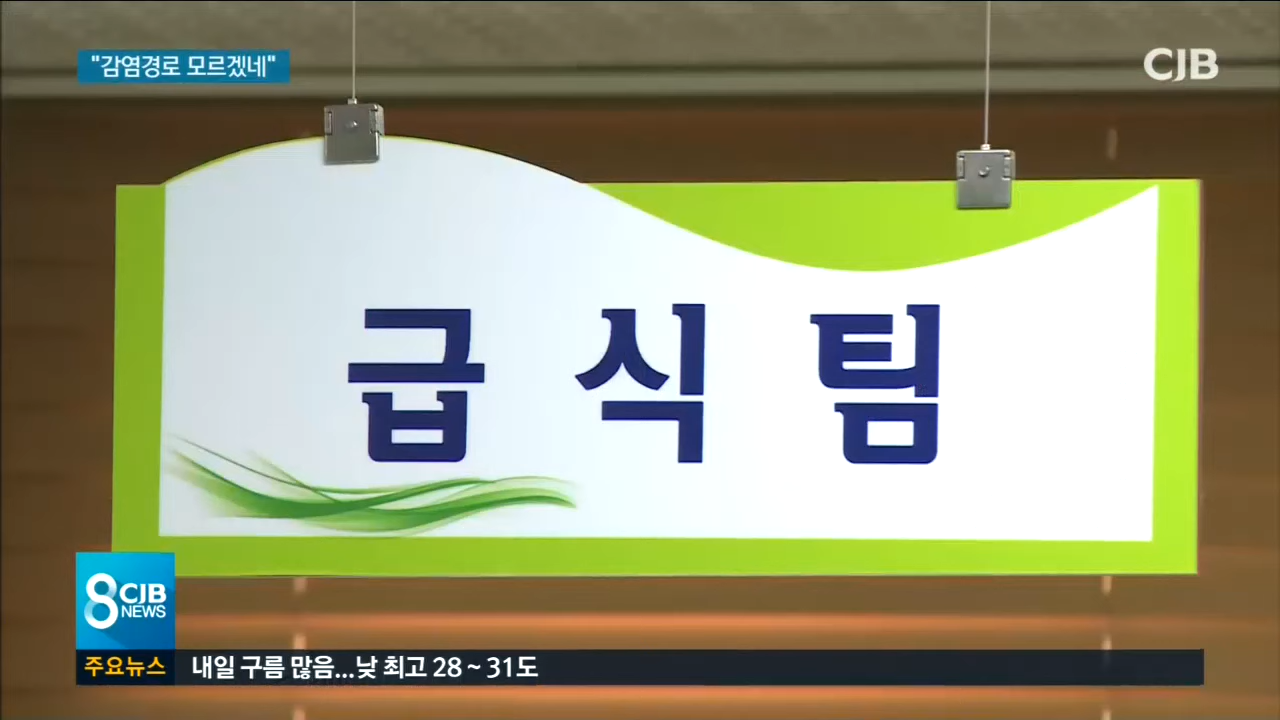 "감염경로 모르겠네"
CJB
급식팀
8 CJB
NEWS
주요뉴스 내일 구름 많음...낮 최고 28 ~ 31도